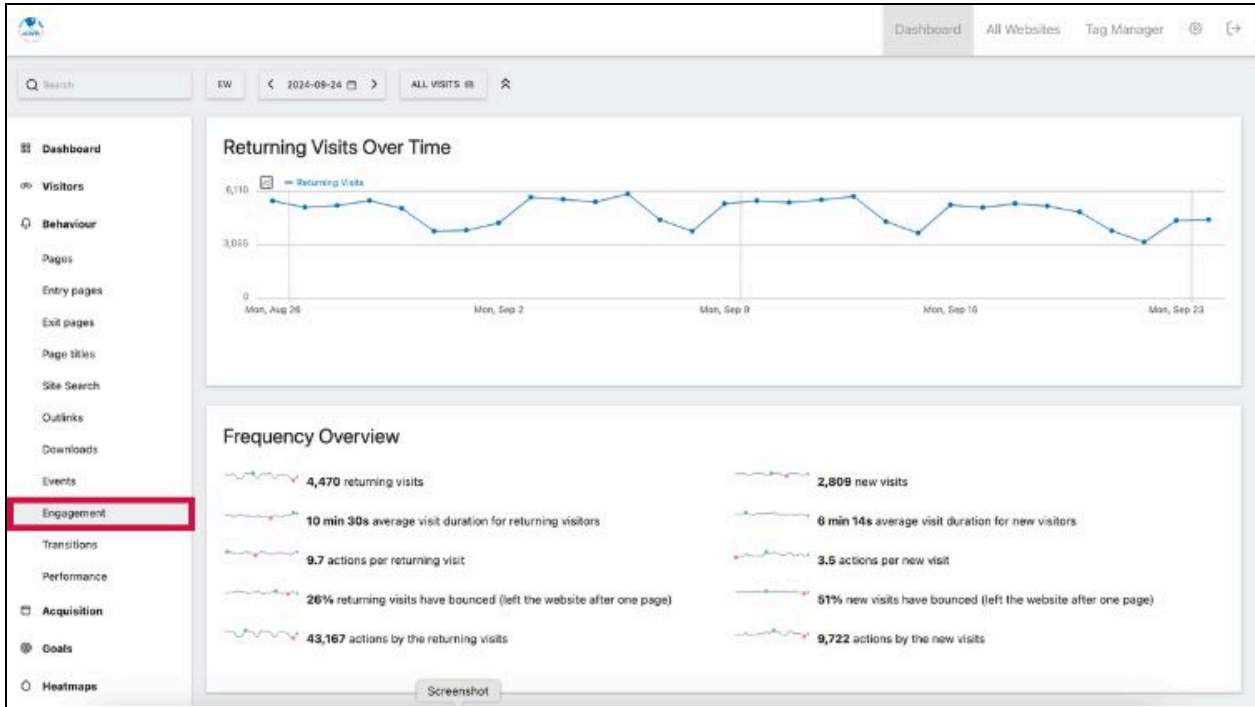 Dashboard
All Websites
Tag Manager
Search
EW
2024-09-24
ALL VISITS
Dashboard
Visitors
Behaviour
Pages
Entry pages
Exit pages
Page titles
Site Search
Outlinks
Downloads
Events
Engagement
Transitions
Performance
Acquisition
Goals
Heatmaps
Returning Visits Over Time
Returning Visits
6,110
3,055
0
Mon, Aug 26
Mon, Sep 2
Mon, Sep 9
Mon, Sep 16
Mon, Sep 23
Frequency Overview
4,470 returning visits
2,809 new visits
10 min 30s average visit duration for returning visitors
6 min 14s average visit duration for new visitors
9.7 actions per returning visit
3.5 actions per new visit
26% returning visits have bounced (left the website after one page)
51% new visits have bounced (left the website after one page)
43,167 actions by the returning visits
9,722 actions by the new visits
Screenshot